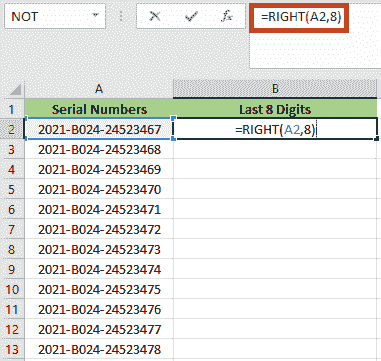 NOT fx =RIGHT(A2,8)
A B
1 Serial Numbers Last 8 Digits
2 2021-B024-24523467 =RIGHT(A2,8)
3 2021-B024-24523468
4 2021-B024-24523469
5 2021-B024-24523470
6 2021-B024-24523471
7 2021-B024-24523472
8 2021-B024-24523473
9 2021-B024-24523474
10 2021-B024-24523475
11 2021-B024-24523476
12 2021-B024-24523477
13 2021-B024-24523478